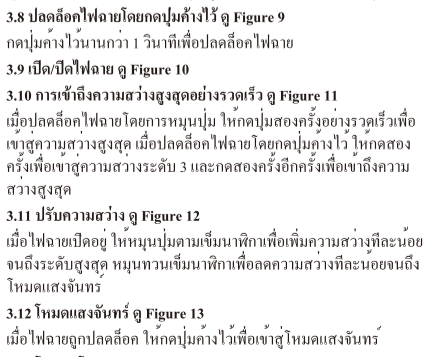 3.8 ปลดล็อคไฟฉายโดยกดปุ่มค้างไว้ ดู Figure 9
กดปุ่มค้างไว้นานกว่า 1 วินาทีเพื่อปลดล็อคไฟฉาย
3.9 เปิด/ปิดไฟฉาย ดู Figure 10
3.10 การเข้าถึงความสว่างสูงสุดอย่างรวดเร็ว ดู Figure 11
เมื่อปลดล็อคไฟฉายโดยการหมุนปุ่ม ให้กดปุ่มสองครั้งอย่างรวดเร็วเพื่อ
เข้าสู่ความสว่างสูงสุด เมื่อปลดล็อคไฟฉายโดยกดปุ่มค้างไว้ ให้กดสอง
ครั้งเพื่อเข้าสู่ความสว่างระดับ 3 และกดสองครั้งอีกครั้งเพื่อเข้าถึงความ
สว่างสูงสุด
3.11 ปรับความสว่าง ดู Figure 12
เมื่อไฟฉายเปิดอยู่ ให้หมุนปุ่มตามเข็มนาฬิกาเพื่อเพิ่มความสว่างทีละน้อย
จนถึงระดับสูงสุด หมุนทวนเข็มนาฬิกาเพื่อลดความสว่างทีละน้อยจนถึง
โหมดแสงจันทร์
3.12 โหมดแสงจันทร์ ดู Figure 13
เมื่อไฟฉายถูกปลดล็อค ให้กดปุ่มค้างไว้เพื่อเข้าสู่โหมดแสงจันทร์